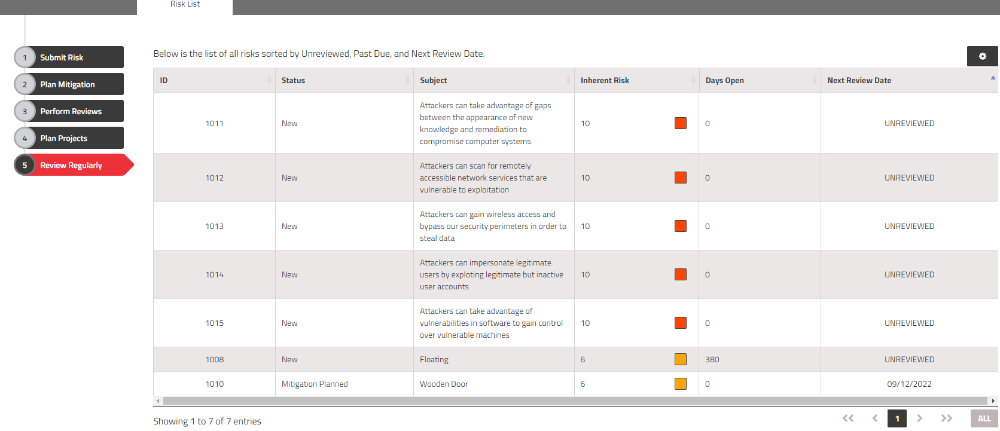 Risk List
1 Submit Risk
2 Plan Mitigation
3 Perform Reviews
4 Plan Projects
5 Review Regularly
Below is the list of all risks sorted by Unreviewed, Past Due, and Next Review Date.
ID Status Subject Inherent Risk Days Open Next Review Date
Attackers can take advantage of gaps
between the appearance of new
1011 New knowledge and remediation to 10 0 UNREVIEWED
compromise computer systems
Attackers can scan for remotely
1012 New accessible network services that are 10 0 UNREVIEWED
vulnerable to exploitation
Attackers can gain wireless access and
1013 New bypass our security perimeters in order to 10 0 UNREVIEWED
steal data
Attackers can impersonate legitimate
1014 New users by exploting legitimate but inactive 10 0 UNREVIEWED
user accounts
Attackers can take advantage of
1015 New vulnerabilities in software to gain control 10 0 UNREVIEWED
over vulnerable machines
1008 New Floating 6 380 UNREVIEWED
1010 Mitigation Planned Wooden Door 6 0 09/12/2022
Showing 1 to 7 of 7 entries
1 ALL